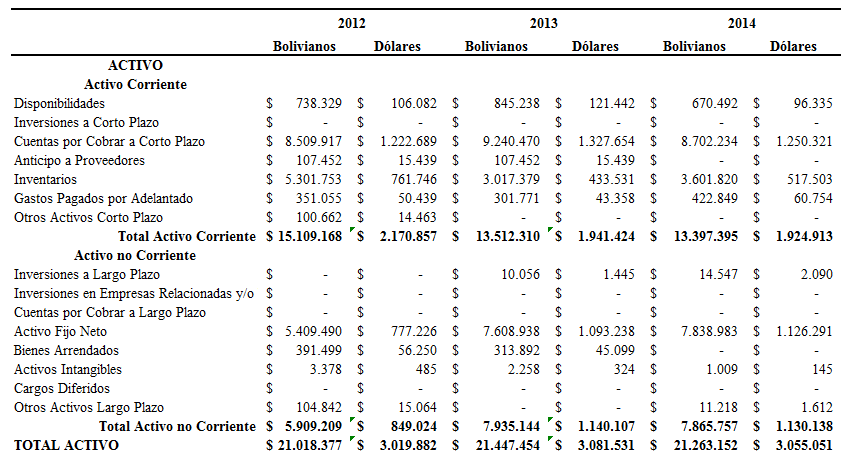 2012 2013 2014
Bolivianos Dólares Bolivianos Dólares Bolivianos Dólares
ACTIVO
Activo Corriente
Disponibilidades $ 738.329 $ 106.082 $ 845.238 $ 121.442 $ 670.492 $ 96.335
Inversiones a Corto Plazo $ - $ - $ - $ - $ - $ -
Cuentas por Cobrar a Corto Plazo $ 8.509.917 $ 1.222.689 $ 9.240.470 $ 1.327.654 $ 8.702.234 $ 1.250.321
Anticipo a Proveedores $ 107.452 $ 15.439 $ 107.452 $ 15.439 $ - $ -
Inventarios $ 5.301.753 $ 761.746 $ 3.017.379 $ 433.531 $ 3.601.820 $ 517.503
Gastos Pagados por Adelantado $ 351.055 $ 50.439 $ 301.771 $ 43.358 $ 422.849 $ 60.754
Otros Activos Corto Plazo $ 100.662 $ 14.463 $ - $ - $ - $ -
Total Activo Corriente $ 15.109.168 $ 2.170.857 $ 13.512.310 $ 1.941.424 $ 13.397.395 $ 1.924.913
Activo no Corriente
Inversiones a Largo Plazo $ - $ - $ 10.056 $ 1.445 $ 14.547 $ 2.090
Inversiones en Empresas Relacionadas y/o $ - $ - $ - $ - $ - $ -
Cuentas por Cobrar a Largo Plazo $ - $ - $ - $ - $ - $ -
Activo Fijo Neto $ 5.409.490 $ 777.226 $ 7.608.938 $ 1.093.238 $ 7.838.983 $ 1.126.291
Bienes Arrendados $ 391.499 $ 56.250 $ 313.892 $ 45.099 $ - $ -
Activos Intangibles $ 3.378 $ 485 $ 2.258 $ 324 $ 1.009 $ 145
Cargos Diferidos $ - $ - $ - $ - $ - $ -
Otros Activos Largo Plazo $ 104.842 $ 15.064 $ - $ - $ 11.218 $ 1.612
Total Activo no Corriente $ 5.909.209 $ 849.024 $ 7.935.144 $ 1.140.107 $ 7.865.757 $ 1.130.138
TOTAL ACTIVO $ 21.018.377 $ 3.019.882 $ 21.447.454 $ 3.081.531 $ 21.263.152 $ 3.055.051